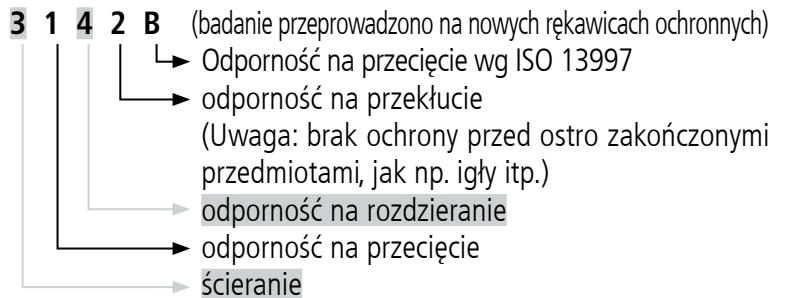 3 1 4 2 B (badanie przeprowadzono na nowych rękawicach ochronnych)
Odporność na przecięcie wg ISO 13997
odporność na przekłucie
(Uwaga: brak ochrony przed ostro zakończonymi
przedmiotami, jak np. igły itp.)
odporność na rozdzieranie
odporność na przecięcie
ścieranie